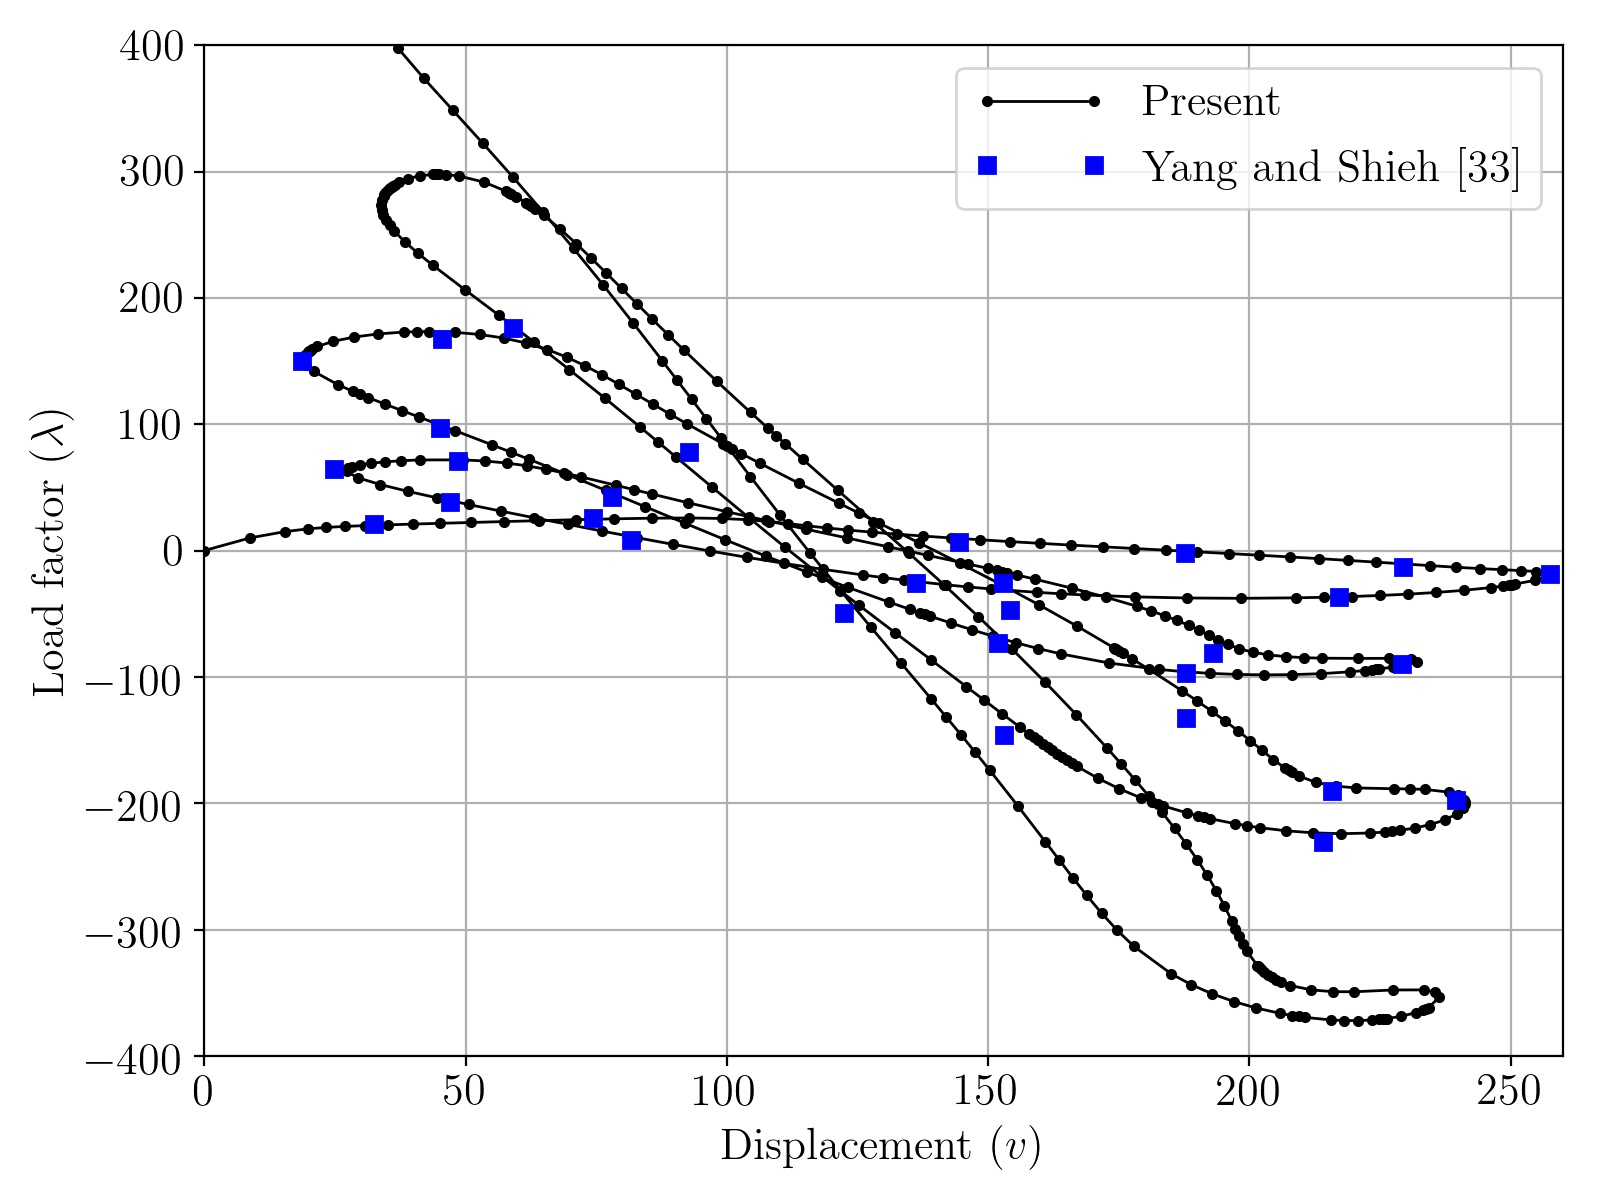 400
300
200
100
0
−100
−200
−300
−400
Load factor (λ)
Present
Yang and Shieh [33]
0 50 100 150 200 250
Displacement (v)